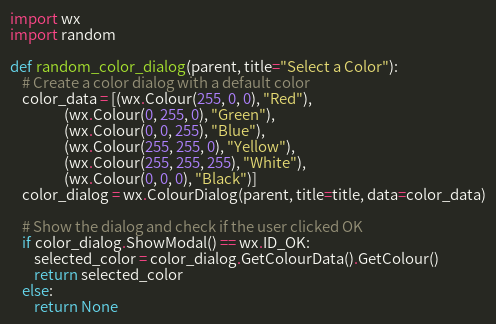 import wx
import random

def random_color_dialog(parent, title="Select a Color"):
    # Create a color dialog with a default color
    color_data = [(wx.Colour(255, 0, 0), "Red"),
                  (wx.Colour(0, 255, 0), "Green"),
                  (wx.Colour(0, 0, 255), "Blue"),
                  (wx.Colour(255, 255, 0), "Yellow"),
                  (wx.Colour(255, 255, 255), "White"),
                  (wx.Colour(0, 0, 0), "Black")]
    color_dialog = wx.ColourDialog(parent, title=title, data=color_data)

    # Show the dialog and check if the user clicked OK
    if color_dialog.ShowModal() == wx.ID_OK:
        selected_color = color_dialog.GetColourData().GetColour()
        return selected_color
    else:
        return None